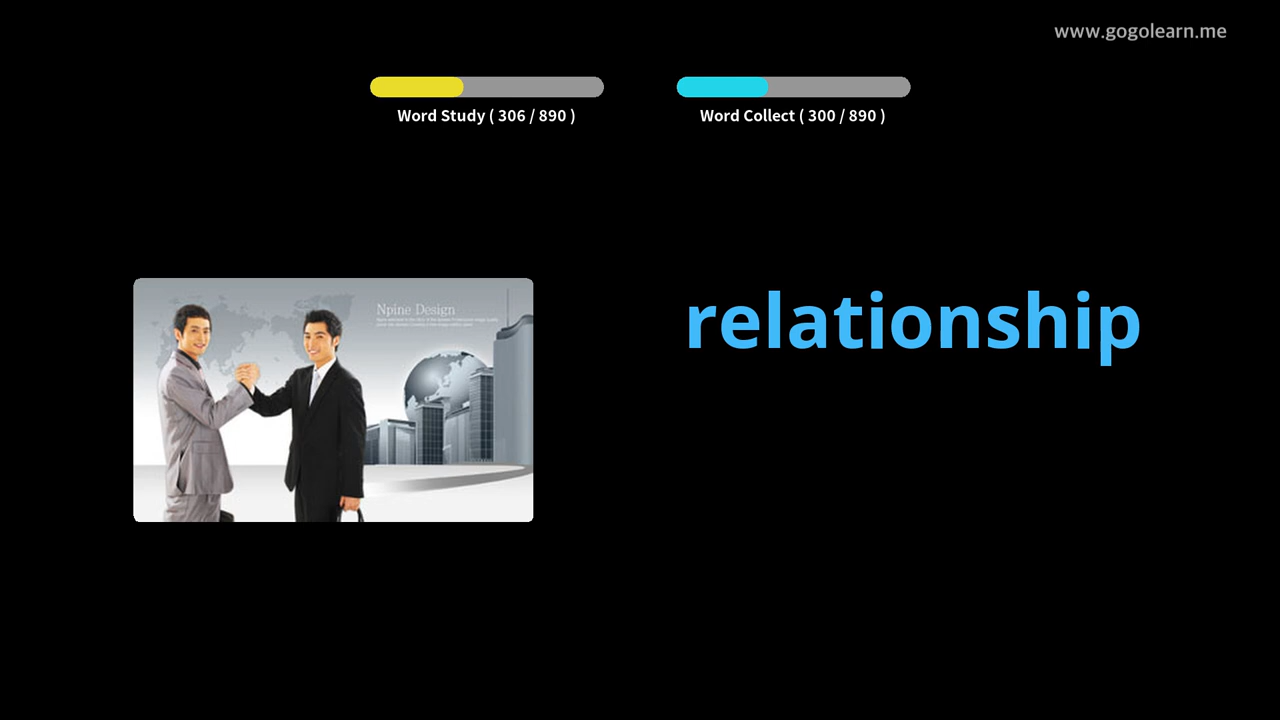 www.gogolearn.me
Word Study ( 306 / 890 )
Word Collect ( 300 / 890 )
Npine Design
relationship